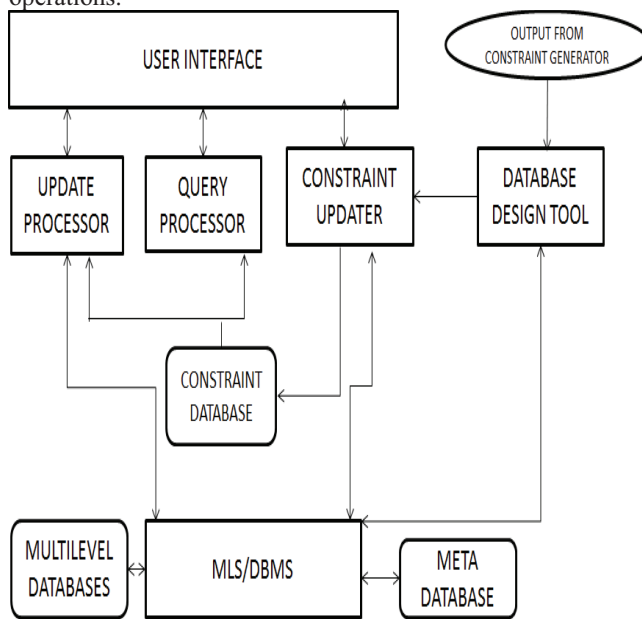 operations.
USER INTERFACE
OUTPUT FROM
CONSTRAINT GENERATOR
UPDATE
PROCESSOR
QUERY
PROCESSOR
CONSTRAINT
UPDATER
DATABASE
DESIGN TOOL
CONSTRAINT
DATABASE
MULTILEVEL
DATABASES
MLS/DBMS
META
DATABASE